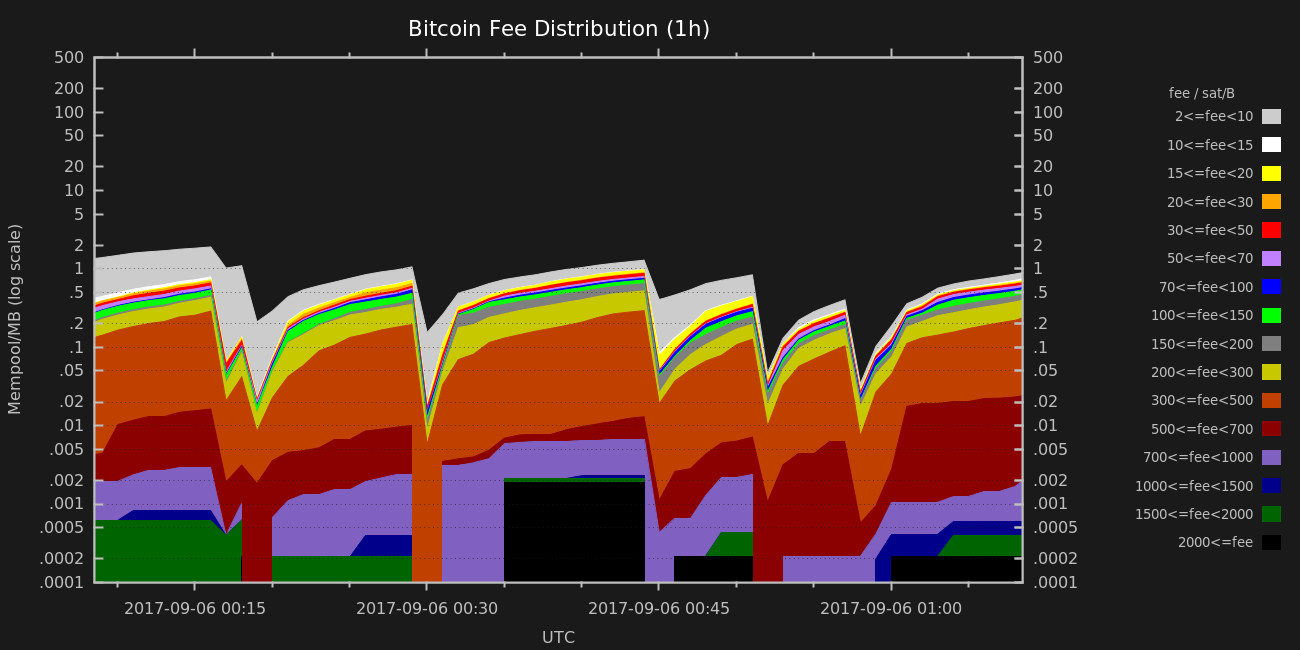 Bitcoin Fee Distribution (1h)
500 500
200 200
100 100
50 50
20 20
10 10
5 5
2 2
1 1
.5 .5
.2 .2
.1 .1
.05 .05
.02 .02
.01 .01
.005 .005
.002 .002
.001 .001
.0005 .0005
.0002 .0002
.0001 .0001
Mempool/MB (log scale)
2017-09-06 00:15 2017-09-06 00:30 2017-09-06 00:45 2017-09-06 01:00
UTC
fee / sat/B
2<=fee<10
10<=fee<15
15<=fee<20
20<=fee<30
30<=fee<50
50<=fee<70
70<=fee<100
100<=fee<150
150<=fee<200
200<=fee<300
300<=fee<500
500<=fee<700
700<=fee<1000
1000<=fee<1500
1500<=fee<2000
2000<=fee